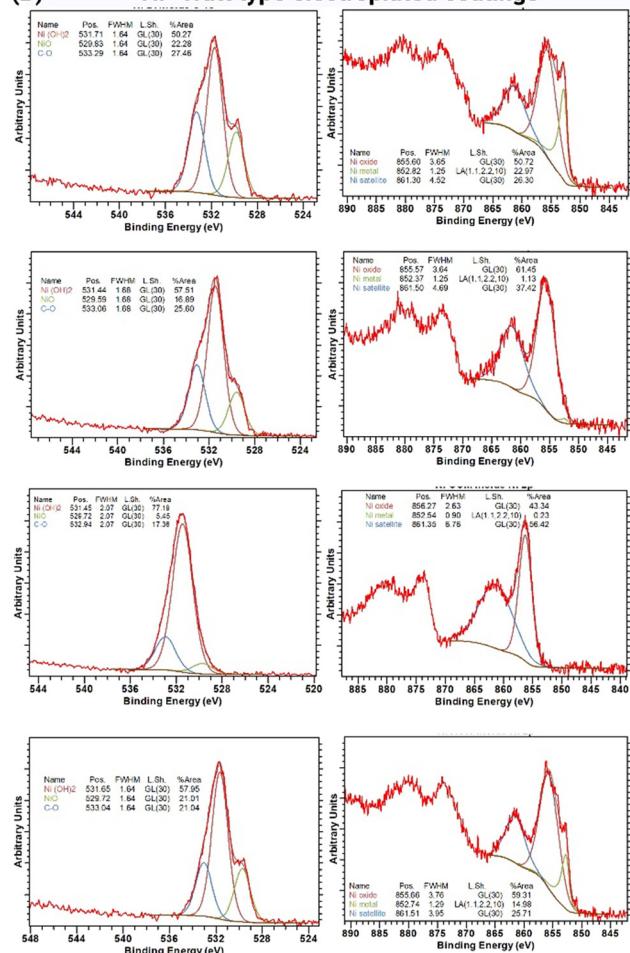 Name Pos. FWHM L.Sh. %Area
Ni (OH)2 531.71 1.64 GL(30) 50.27
NiO 529.83 1.64 GL(30) 22.28
C-O 533.29 1.64 GL(30) 27.46
Arbitrary Units
544 540 536 532 528 524
Binding Energy (eV)
Arbitrary Units
Name Pos. FWHM L.Sh. %Area
Ni oxide 855.60 3.65 GL(30) 50.72
Ni metal 852.82 1.25 LA(1.1,2.2,10) 22.97
Ni satellite 861.30 4.52 GL(30) 26.30
890 885 880 875 870 865 860 855 850 845
Binding Energy (eV)
Name Pos. FWHM L.Sh. %Area
Ni (OH)2 531.44 1.68 GL(30) 57.51
NiO 529.59 1.68 GL(30) 16.89
C-O 533.06 1.68 GL(30) 25.60
Arbitrary Units
544 540 536 532 528 524
Binding Energy (eV)
Name Pos. FWHM L.Sh. %Area
Ni oxide 855.57 3.64 GL(30) 61.45
Ni metal 852.37 1.25 LA(1.1,2.2,10) 1.13
Ni satellite 861.50 4.69 GL(30) 37.42
Arbitrary Units
890 885 880 875 870 865 860 855 850 845
Binding Energy (eV)
Name Pos. FWHM L.Sh. %Area
Ni (OH)2 531.45 2.07 GL(30) 77.19
NiO 529.72 2.07 GL(30) 5.45
C-O 532.94 2.07 GL(30) 17.36
Arbitrary Units
544 540 536 532 528 524 520
Binding Energy (eV)
Name Pos. FWHM L.Sh. %Area
Ni oxide 856.27 2.63 GL(30) 43.34
Ni metal 852.54 0.90 LA(1.1,2.2,10) 0.23
Ni satellite 861.35 6.76 GL(30) 56.42
Arbitrary Units
885 880 875 870 865 860 855 850 845 840
Binding Energy (eV)
Name Pos. FWHM L.Sh. %Area
Ni (OH)2 531.65 1.64 GL(30) 57.95
NiO 529.72 1.64 GL(30) 21.01
C-O 533.04 1.64 GL(30) 21.04
Arbitrary Units
548 544 540 536 532 528 524
Binding Energy (eV)
Arbitrary Units
Name Pos. FWHM L.Sh. %Area
Ni oxide 855.66 3.76 GL(30) 59.31
Ni metal 852.74 1.29 LA(1.1,2.2,10) 14.98
Ni satellite 861.51 3.95 GL(30) 25.71
890 885 880 875 870 865 860 855 850 845
Binding Energy (eV)